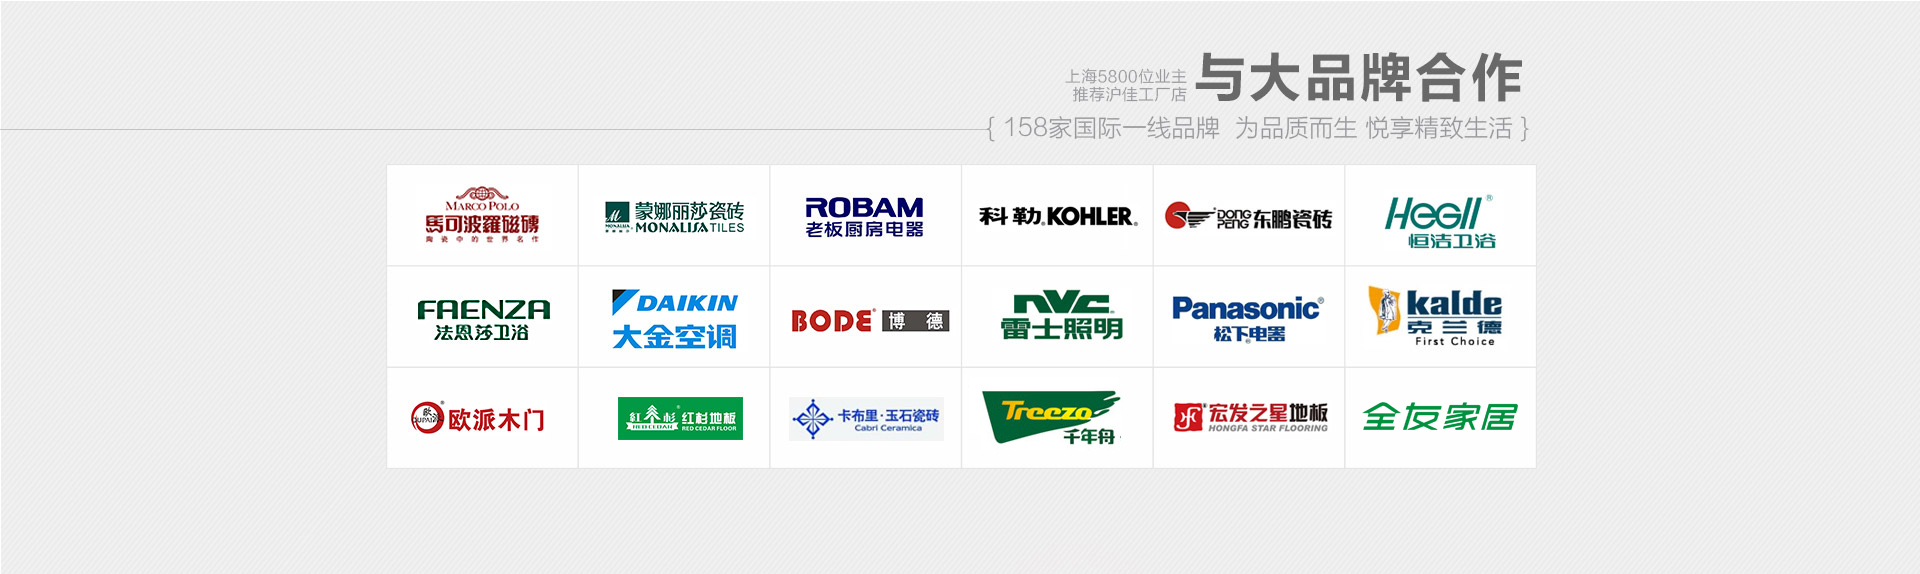 上海5800位业主
推荐沪佳工厂店
与大品牌合作
{ 158家国际一线品牌 为品质而生 悦享精致生活 }
MARCO POLO
馬可波羅磁磚
陶瓷中的世界名作
M
MONALISA
蒙娜丽莎瓷砖
MONALISA TILES
ROBAM
老板厨房电器
科勒®KOHLER®
DONG
PENG
东鹏瓷砖
HeGII®
恒洁卫浴
FAENZA
法恩莎卫浴
DAIKIN
大金空调
BODE® 博德
nVC
雷士照明
Panasonic®
松下电器
kalde
克兰德
First Choice
欧派
OUPAI
欧派木门
紅杉
RED CEDAR
红杉地板
RED CEDAR FLOOR
卡布里·玉石瓷砖
Cabri Ceramica
Treezo
千年舟
宏发之星地板
HONGFA STAR FLOORING
全友家居